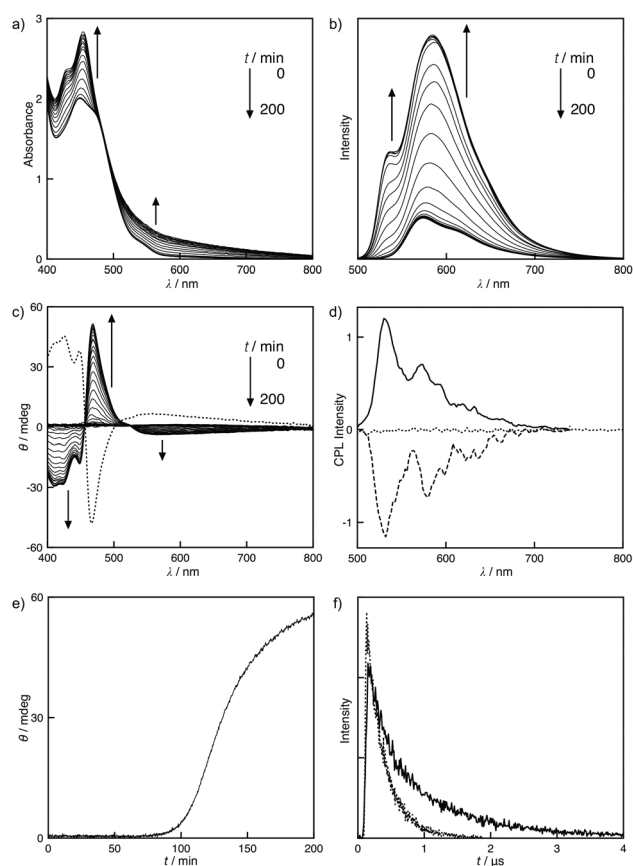 a)
Absorbance
3
2
1
0
400 500 600 700 800
λ / nm
t / min
0
200
b)
Intensity
500 600 700 800
λ / nm
t / min
0
200
c)
θ / mdeg
60
30
0
-30
-60
400 500 600 700 800
λ / nm
t / min
0
200
d)
CPL Intensity
1
0
-1
500 600 700 800
λ / nm
e)
θ / mdeg
60
30
0
0 50 100 150 200
t / min
f)
Intensity
0 1 2 3 4
t / μs